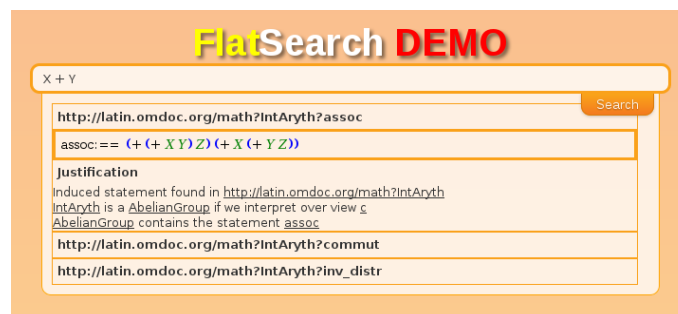 FlatSearch DEMO
X + Y
Search
http://latin.omdoc.org/math?IntAryth?assoc
assoc:== (+ (+ X Y) Z) (+ X (+ Y Z))
Justification
Induced statement found in http://latin.omdoc.org/math?IntAryth
IntAryth is a AbelianGroup if we interpret over view c
AbelianGroup contains the statement assoc
http://latin.omdoc.org/math?IntAryth?commut
http://latin.omdoc.org/math?IntAryth?inv_distr